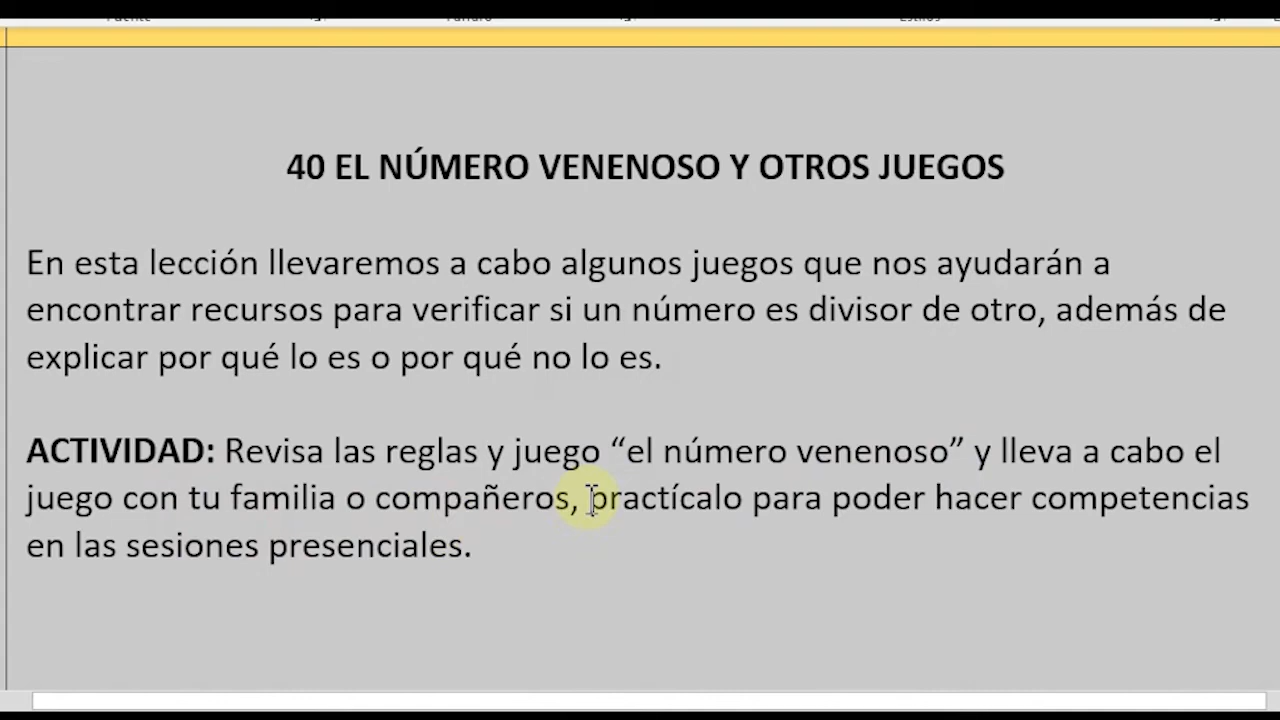 40 EL NÚMERO VENENOSO Y OTROS JUEGOS
En esta lección llevaremos a cabo algunos juegos que nos ayudarán a
encontrar recursos para verificar si un número es divisor de otro, además de
explicar por qué lo es o por qué no lo es.
ACTIVIDAD: Revisa las reglas y juego “el número venenoso” y lleva a cabo el
juego con tu familia o compañeros, practícalo para poder hacer competencias
en las sesiones presenciales.